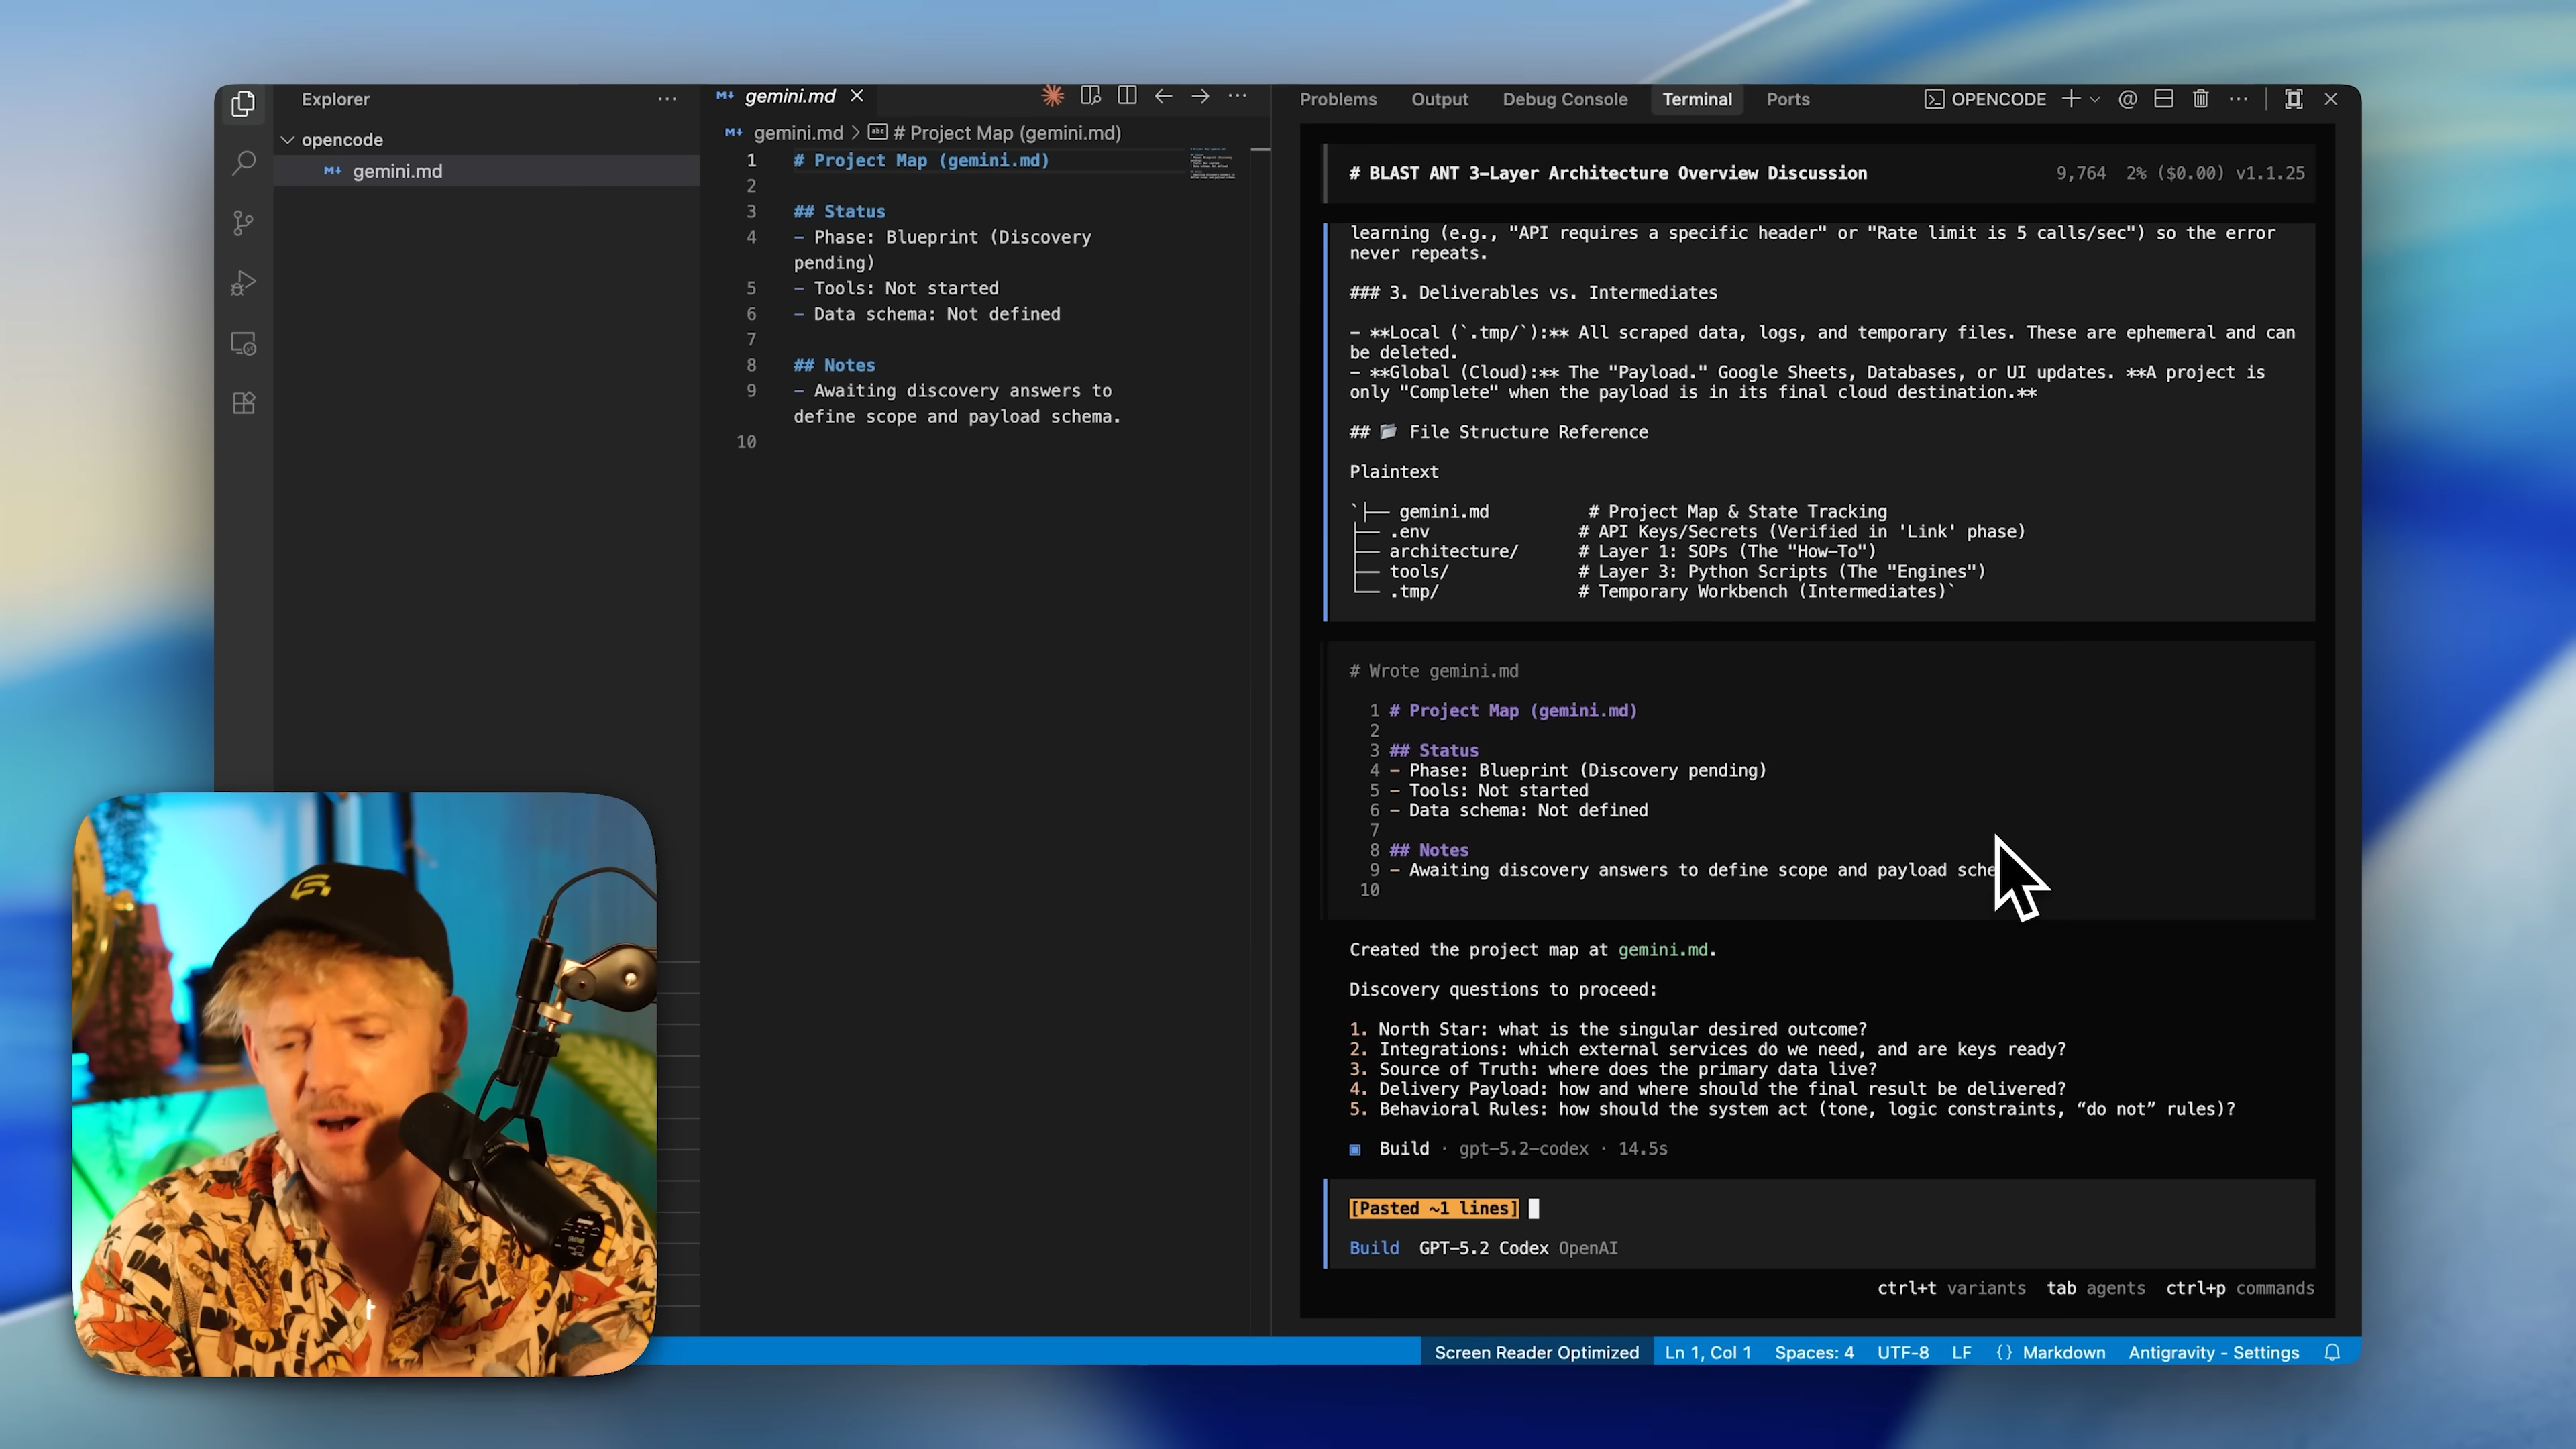 Explorer
opencode
gemini.md
gemini.md
gemini.md > # Project Map (gemini.md)
1 # Project Map (gemini.md)
2
3 ## Status
4 - Phase: Blueprint (Discovery
pending)
5 - Tools: Not started
6 - Data schema: Not defined
7
8 ## Notes
9 - Awaiting discovery answers to
define scope and payload schema.
10
Problems Output Debug Console Terminal Ports OPENCODE
# BLAST ANT 3-Layer Architecture Overview Discussion 9,764 2% ($0.00) v1.1.25
learning (e.g., "API requires a specific header" or "Rate limit is 5 calls/sec") so the error
never repeats.
### 3. Deliverables vs. Intermediates
- **Local (`.tmp/`):** All scraped data, logs, and temporary files. These are ephemeral and can
be deleted.
- **Global (Cloud):** The "Payload." Google Sheets, Databases, or UI updates. **A project is
only "Complete" when the payload is in its final cloud destination.**
## 📂 File Structure Reference
Plaintext
`├── gemini.md # Project Map & State Tracking
├── .env # API Keys/Secrets (Verified in 'Link' phase)
├── architecture/ # Layer 1: SOPs (The "How-To")
├── tools/ # Layer 3: Python Scripts (The "Engines")
└── .tmp/ # Temporary Workbench (Intermediates)`
# Wrote gemini.md
1 # Project Map (gemini.md)
2
3 ## Status
4 - Phase: Blueprint (Discovery pending)
5 - Tools: Not started
6 - Data schema: Not defined
7
8 ## Notes
9 - Awaiting discovery answers to define scope and payload sche
10
Created the project map at gemini.md.
Discovery questions to proceed:
1. North Star: what is the singular desired outcome?
2. Integrations: which external services do we need, and are keys ready?
3. Source of Truth: where does the primary data live?
4. Delivery Payload: how and where should the final result be delivered?
5. Behavioral Rules: how should the system act (tone, logic constraints, “do not” rules)?
Build · gpt-5.2-codex · 14.5s
[Pasted ~1 lines]
Build GPT-5.2 Codex OpenAI
ctrl+t variants tab agents ctrl+p commands
Screen Reader Optimized Ln 1, Col 1 Spaces: 4 UTF-8 LF {} Markdown Antigravity - Settings